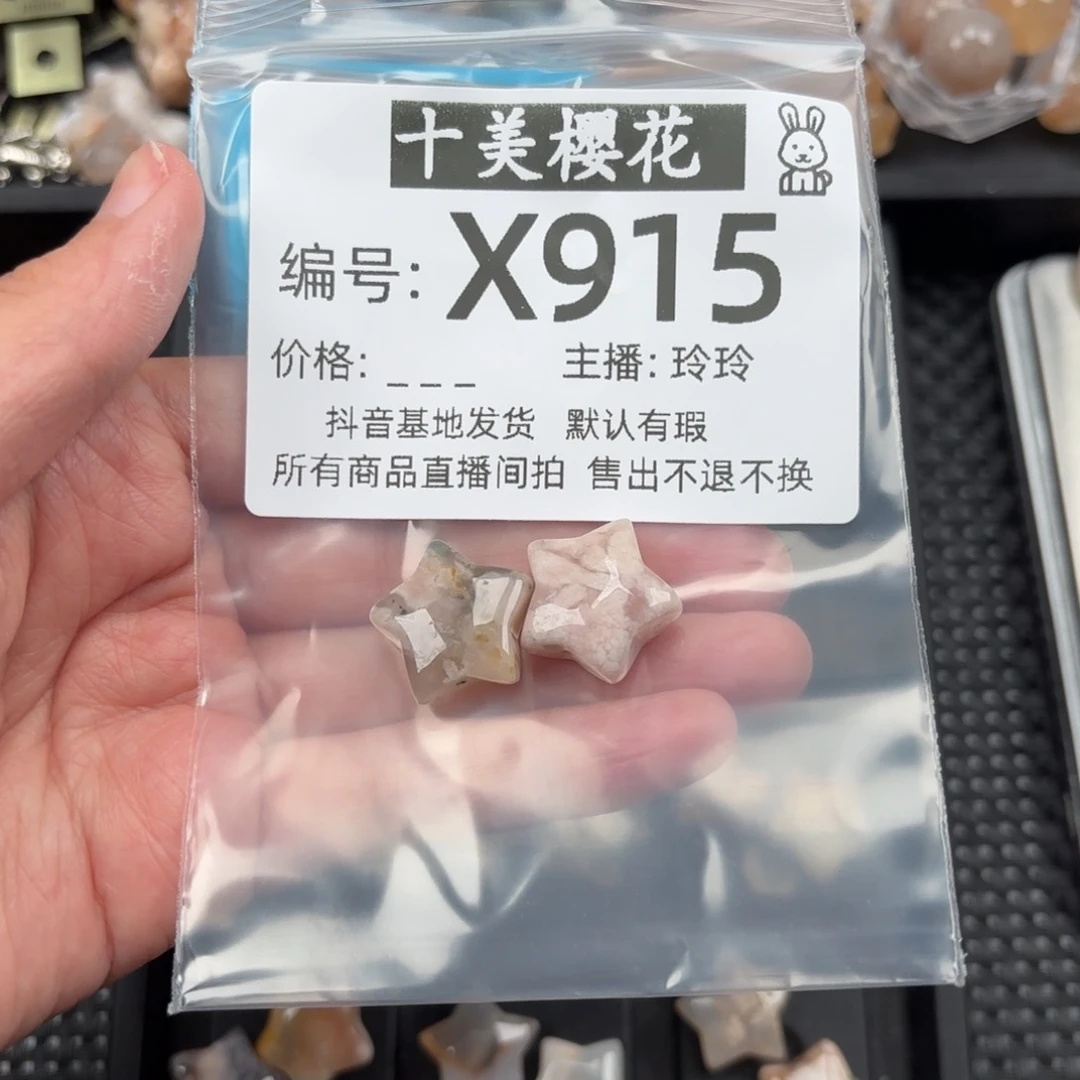 十美樱花
编号: X915
价格: _ _ _ 主播: 玲玲
抖音基地发货 默认有瑕
所有商品直播间拍 售出不退不换